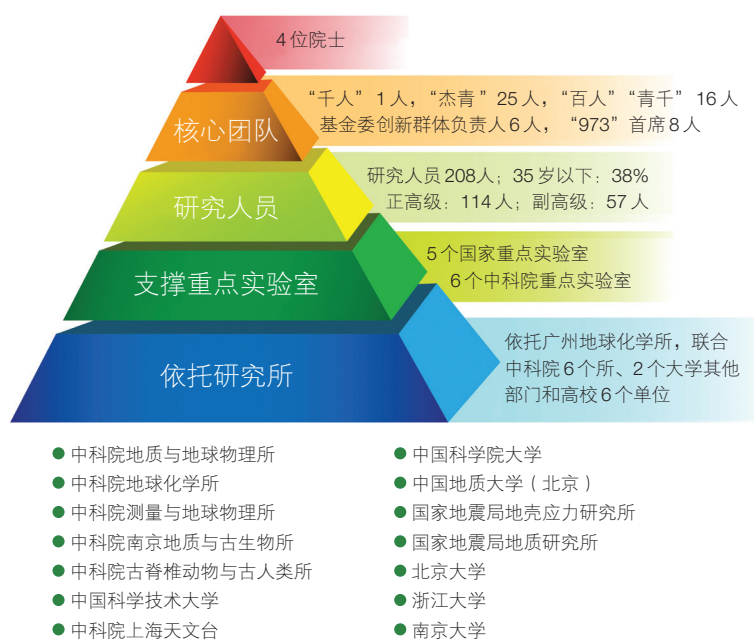 4位院士
“千人”1人，“杰青”25人，“百人”“青千”16人
基金委创新群体负责人6人，“973”首席8人
核心团队
研究人员208人；35岁以下：38%
正高级：114人；副高级：57人
研究人员
5个国家重点实验室
6个中科院重点实验室
支撑重点实验室
依托广州地球化学所，联合
中科院6个所、2个大学其他
部门和高校6个单位
依托研究所
中科院地质与地球物理所
中科院地球化学所
中科院测量与地球物理所
中科院南京地质与古生物所
中科院古脊椎动物与古人类所
中国科学技术大学
中科院上海天文台
中国科学院大学
中国地质大学（北京）
国家地震局地壳应力研究所
国家地震局地质研究所
北京大学
浙江大学
南京大学